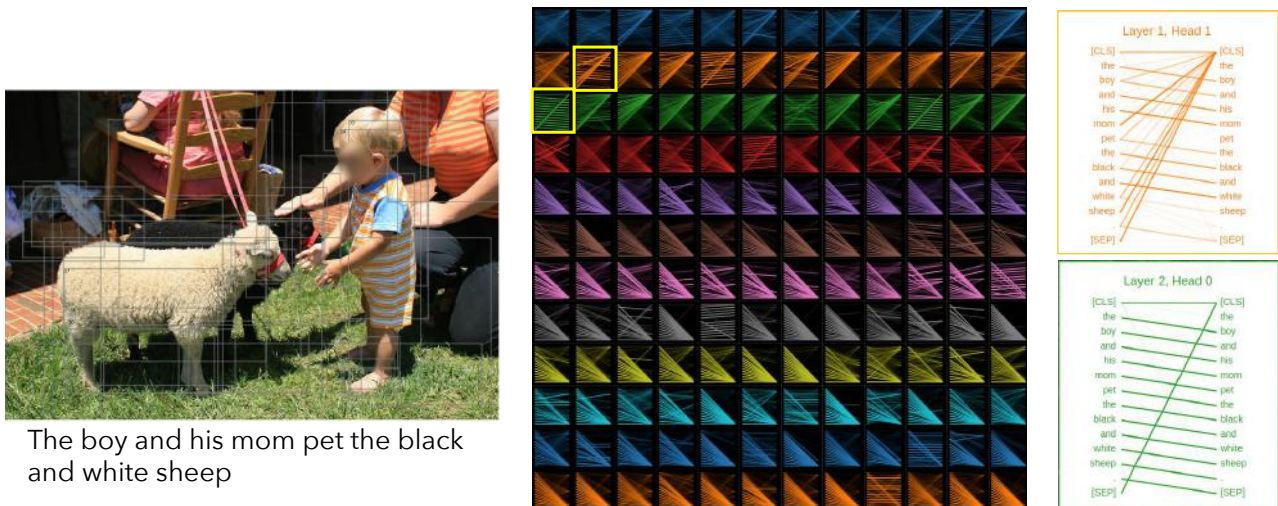 The boy and his mom pet the black
and white sheep
Layer 1, Head 1
[CLS] [CLS]
the the
boy boy
and and
his his
mom mom
pet pet
the the
black black
and and
white white
sheep sheep
. .
[SEP] [SEP]
Layer 2, Head 0
[CLS] [CLS]
the the
boy boy
and and
his his
mom mom
pet pet
the the
black black
and and
white white
sheep sheep
. .
[SEP] [SEP]